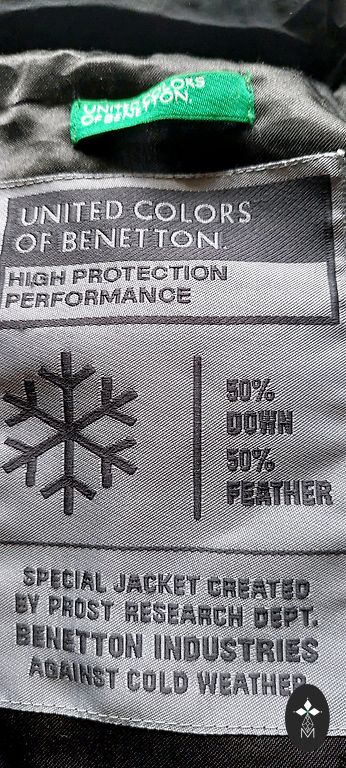 UNITED COLORS
OF BENETTON.
UNITED COLORS
OF BENETTON.
HIGH PROTECTION
PERFORMANCE
50%
DOWN
50%
FEATHER
SPECIAL JACKET CREATED
BY PROST RESEARCH DEPT.
BENETTON INDUSTRIES
AGAINST COLD WEATHER
M